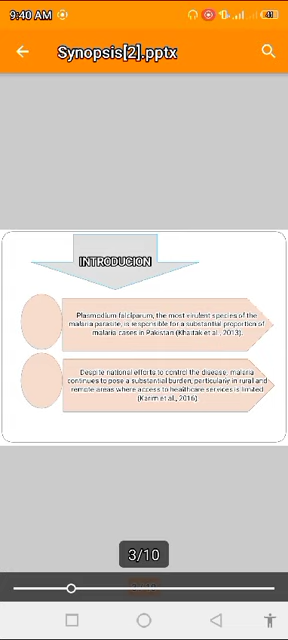 9:40 AM
41
Synopsis[2].pptx
INTRODUCION
Plasmodium falciparum, the most virulent species of the
malaria parasite, is responsible for a substantial proportion of
malaria cases in Pakistan (Khattak et al., 2013).
Despite national efforts to control the disease, malaria
continues to pose a substantial burden, particularly in rural and
remote areas where access to healthcare services is limited
(Karim et al., 2016)
3/10